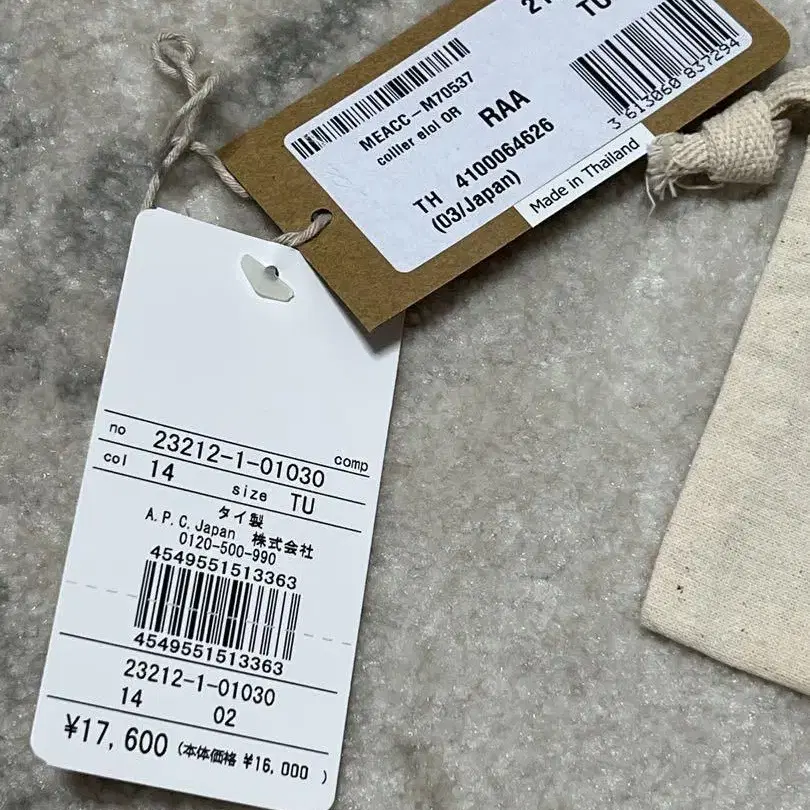 TU
MEACC-M70537
collier eloi OR
RAA
3 613060 837294
TH 4100064626
(03/Japan)
Made in Thailand
no 23212-1-01030 comp
col 14 size TU
タイ製
A.P.C.Japan 株式会社
0120-500-990
4549551513363
4549551513363
23212-1-01030
14 02
¥17,600 (本体価格 ¥16,000 )